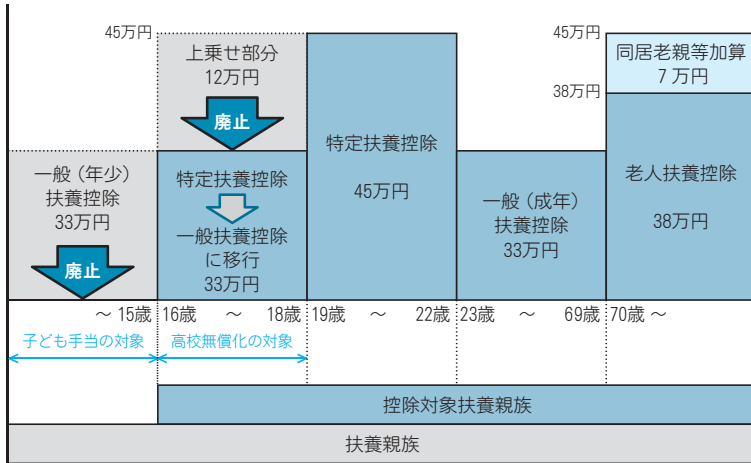 45万円
上乗せ部分
12万円
廃止
45万円
同居老親等加算
7万円
38万円
一般（年少）
扶養控除
33万円
廃止
特定扶養控除
一般扶養控除
に移行
33万円
特定扶養控除
45万円
一般（成年）
扶養控除
33万円
老人扶養控除
38万円
～ 15歳 16歳 ～ 18歳 19歳 ～ 22歳 23歳 ～ 69歳 70歳 ～
子ども手当の対象 高校無償化の対象
控除対象扶養親族
扶養親族